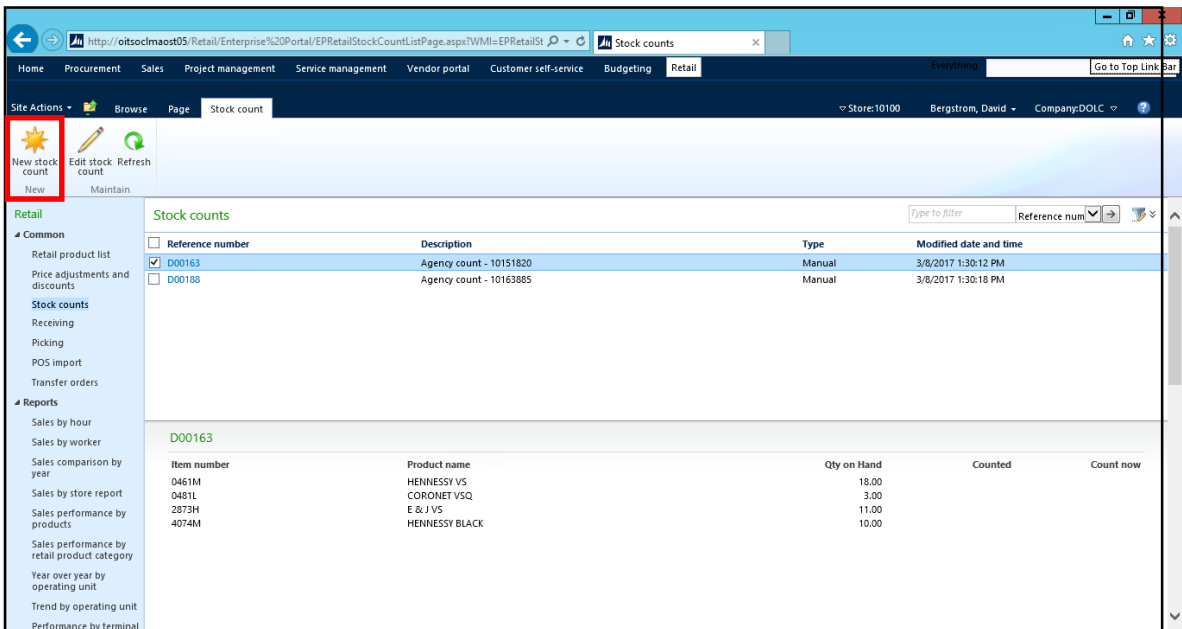 http://oitsoclmaost05/Retail/Enterprise%20Portal/EPRetailStockCountListPage.aspx?WMI=EPRetailSt
Stock counts
Home Procurement Sales Project management Service management Vendor portal Customer self-service Budgeting Retail Everything Go to Top Link Bar
Site Actions Browse Page Stock count Store:10100 Bergstrom, David Company:DOLC
New stock count
Edit stock count
Refresh
New Maintain
Retail
Common
Retail product list
Price adjustments and
discounts
Stock counts
Receiving
Picking
POS import
Transfer orders
Reports
Sales by hour
Sales by worker
Sales comparison by
year
Sales by store report
Sales performance by
products
Sales performance by
retail product category
Year over year by
operating unit
Trend by operating unit
Performance by terminal
Stock counts Type to filter Reference num
Reference number Description Type Modified date and time
D00163 Agency count - 10151820 Manual 3/8/2017 1:30:12 PM
D00188 Agency count - 10163885 Manual 3/8/2017 1:30:18 PM
D00163
Item number Product name Qty on Hand Counted Count now
0461M HENNESSY VS 18.00
0481L CORONET VSQ 3.00
2873H E & J VS 11.00
4074M HENNESSY BLACK 10.00